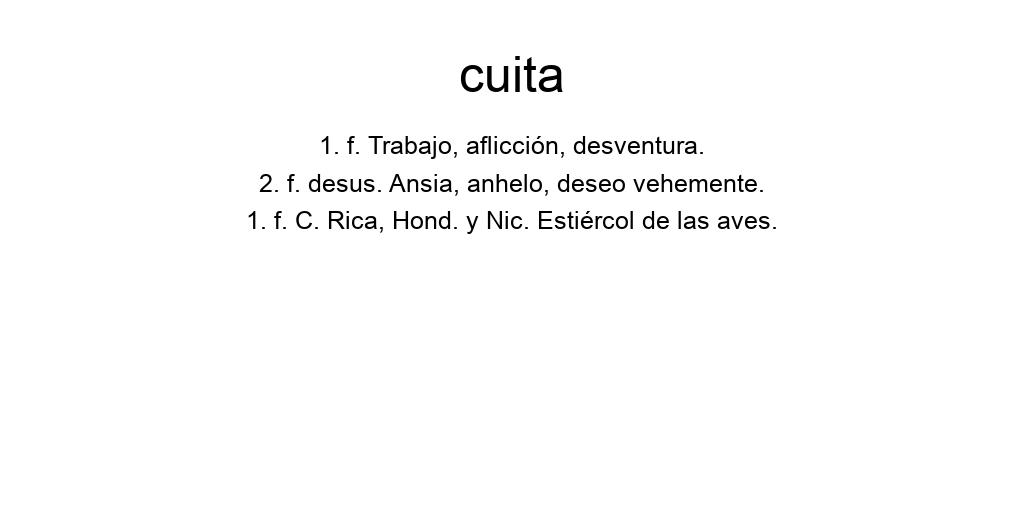 cuita
1. f. Trabajo, aflicción, desventura.
2. f. desus. Ansia, anhelo, deseo vehemente.
1. f. C. Rica, Hond. y Nic. Estiércol de las aves.